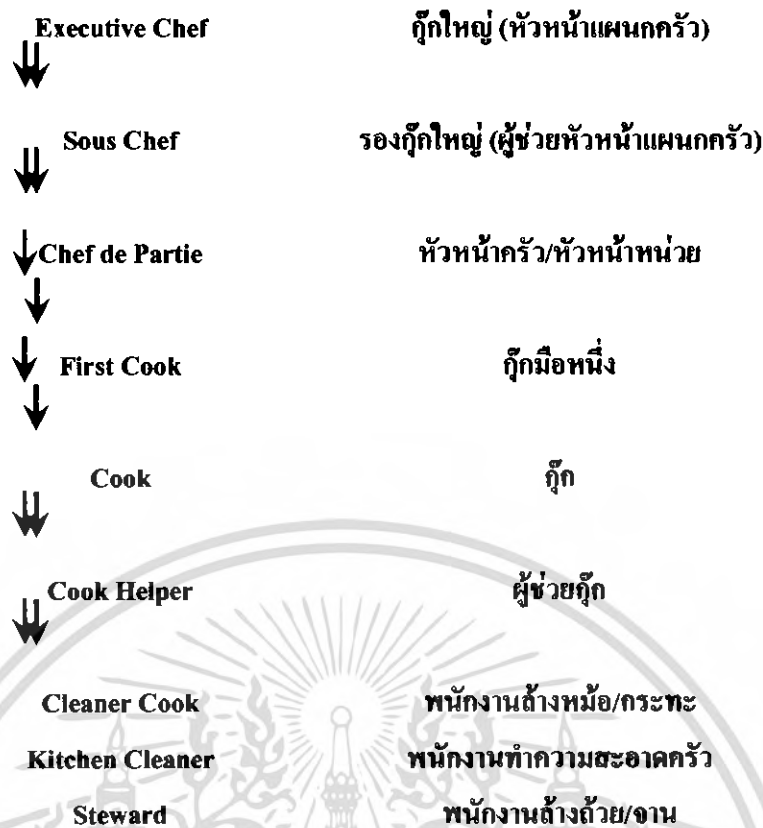 Executive Chef กุ๊กใหญ่ (หัวหน้าแผนกครัว)
Sous Chef รองกุ๊กใหญ่ (ผู้ช่วยหัวหน้าแผนกครัว)
Chef de Partie หัวหน้าครัว/หัวหน้าหน่วย
First Cook กุ๊กมือหนึ่ง
Cook กุ๊ก
Cook Helper ผู้ช่วยกุ๊ก
Cleaner Cook พนักงานล้างหม้อ/กระทะ
Kitchen Cleaner พนักงานทำความสะอาดครัว
Steward พนักงานล้างถ้วย/จาน